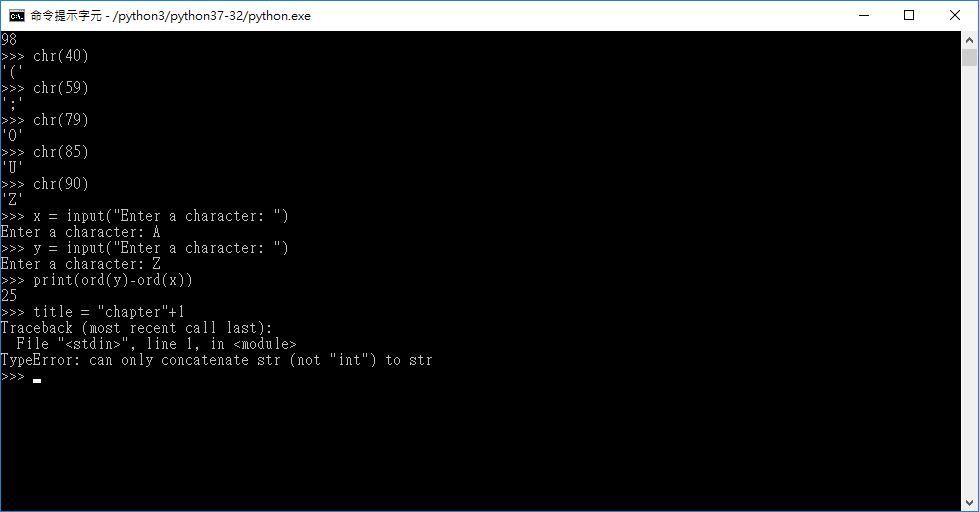 命令提示字元 - /python3/python37-32/python.exe
98
>>> chr(40)
'('
>>> chr(59)
';'
>>> chr(79)
'O'
>>> chr(85)
'U'
>>> chr(90)
'Z'
>>> x = input("Enter a character: ")
Enter a character: A
>>> y = input("Enter a character: ")
Enter a character: Z
>>> print(ord(y)-ord(x))
25
>>> title = "chapter"+1
Traceback (most recent call last):
  File "<stdin>", line 1, in <module>
TypeError: can only concatenate str (not "int") to str
>>>